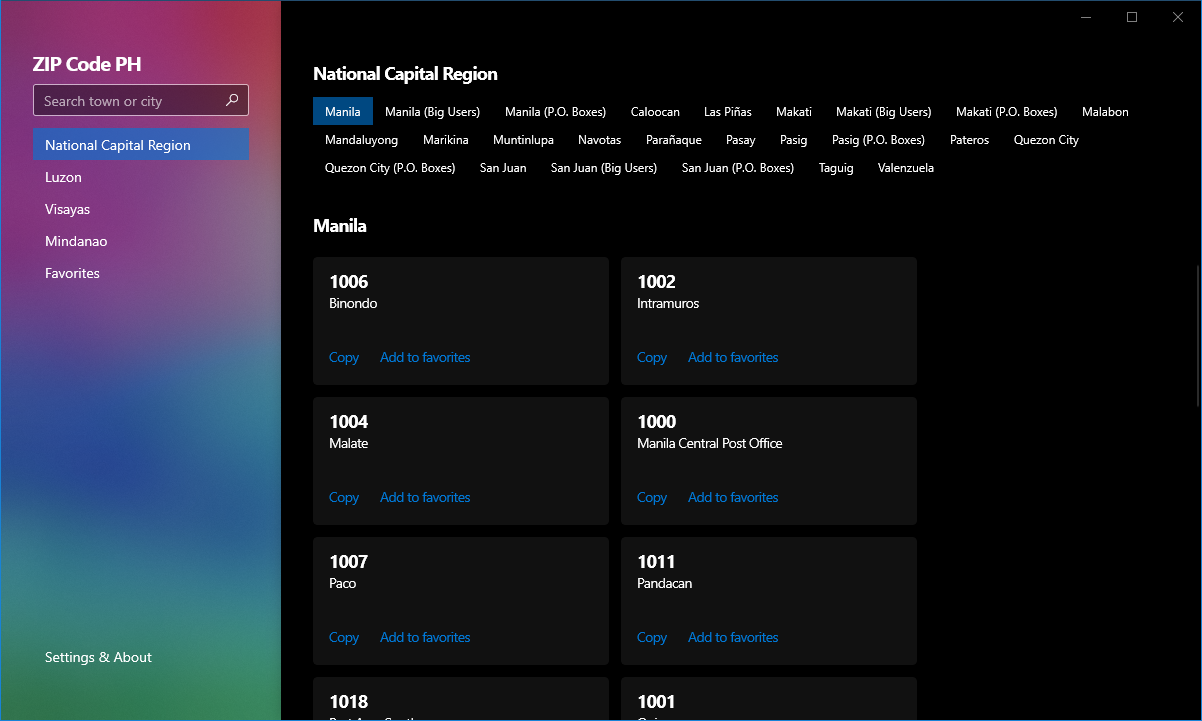 ZIP Code PH
Search town or city
National Capital Region
Luzon
Visayas
Mindanao
Favorites
Settings & About
National Capital Region
Manila Manila (Big Users) Manila (P.O. Boxes) Caloocan Las Piñas Makati Makati (Big Users) Makati (P.O. Boxes) Malabon
Mandaluyong Marikina Muntinlupa Navotas Parañaque Pasay Pasig Pasig (P.O. Boxes) Pateros Quezon City
Quezon City (P.O. Boxes) San Juan San Juan (Big Users) San Juan (P.O. Boxes) Taguig Valenzuela
Manila
1006
Binondo
Copy Add to favorites
1002
Intramuros
Copy Add to favorites
1004
Malate
Copy Add to favorites
1000
Manila Central Post Office
Copy Add to favorites
1007
Paco
Copy Add to favorites
1011
Pandacan
Copy Add to favorites
1018
1001